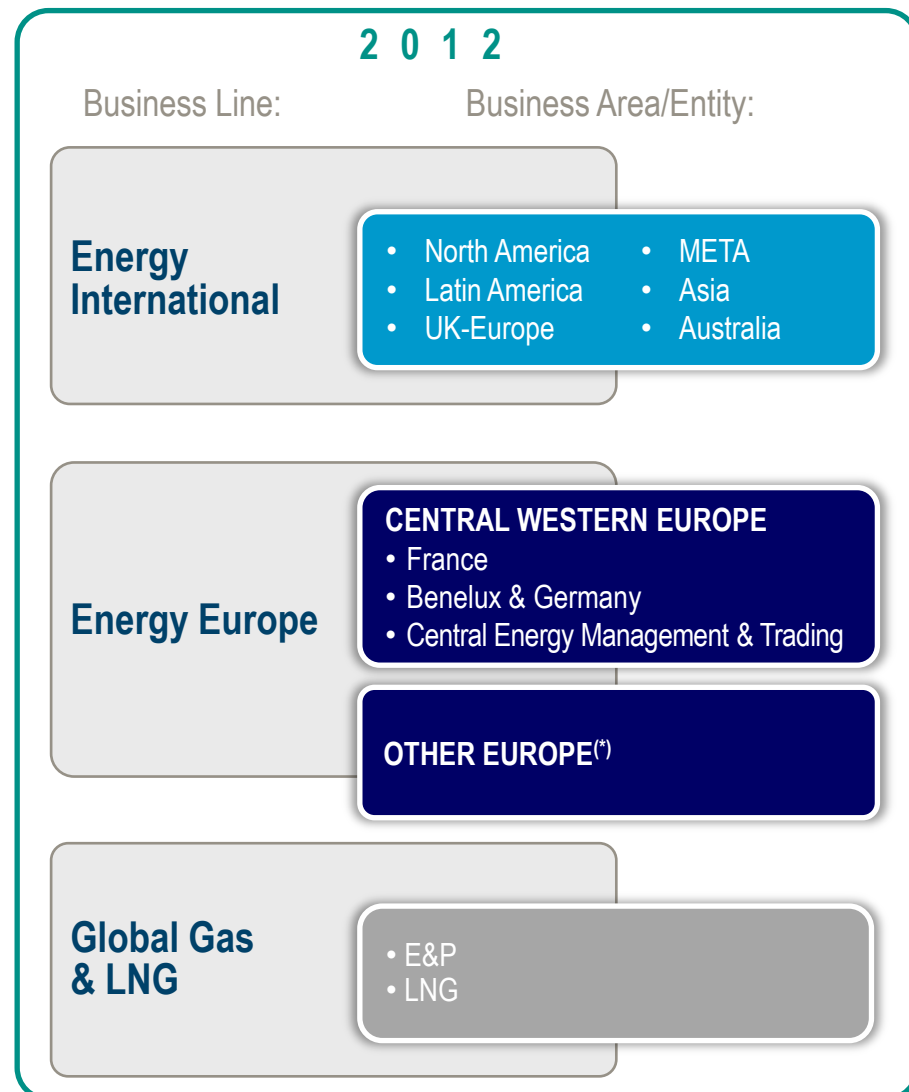 2 0 1 2
Business Line: Business Area/Entity:
Energy
International
• North America
• Latin America
• UK-Europe
• META
• Asia
• Australia
Energy Europe
CENTRAL WESTERN EUROPE
• France
• Benelux & Germany
• Central Energy Management & Trading
OTHER EUROPE(*)
Global Gas
& LNG
• E&P
• LNG